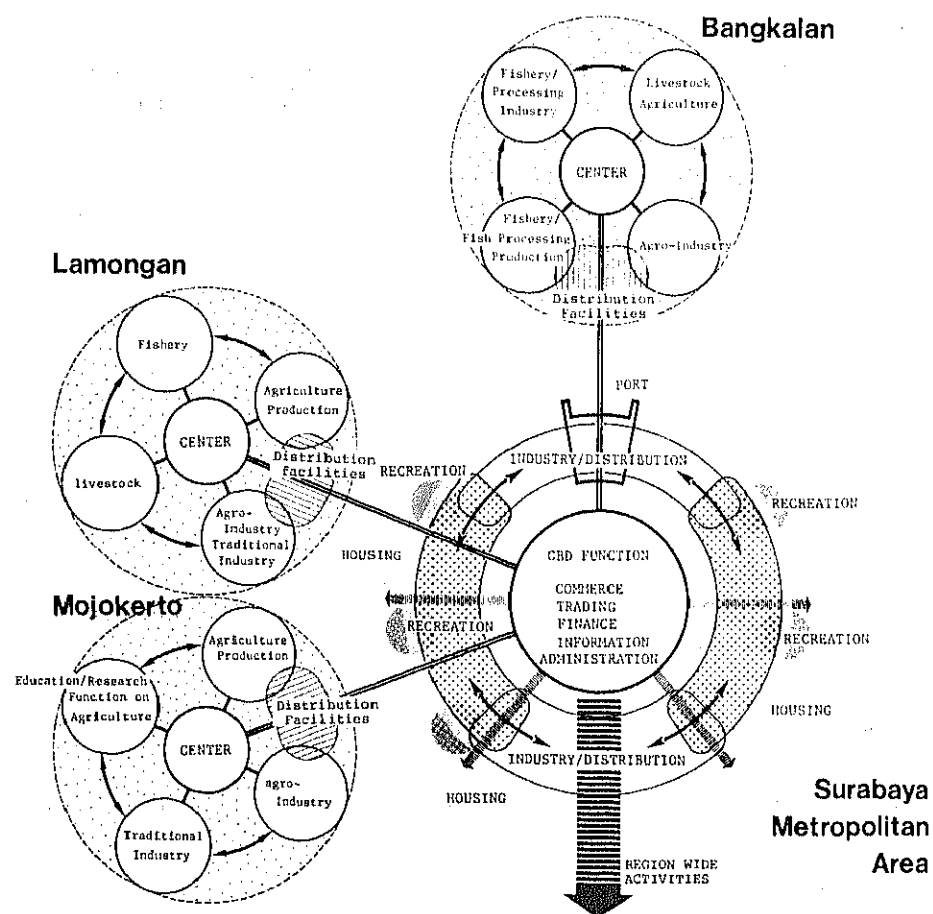 Bangkalan
Fishery/
Processing
Industry
Livestock
Agriculture
CENTER
Fishery/
Fish Processing
Production
Agro-Industry
Distribution
Facilities
Lamongan
Fishery
Agriculture
Production
CENTER
Distribution
facilities
livestock
Agro-
Industry
Traditional
Industry
PORT
INDUSTRY/DISTRIBUTION
RECREATION
RECREATION
HOUSING
CBD FUNCTION
COMMERCE
TRADING
FINANCE
INFORMATION
ADMINISTRATION
RECREATION
RECREATION
HOUSING
INDUSTRY/DISTRIBUTION
HOUSING
Mojokerto
Agriculture
Production
Education/Research
Function on
Agriculture
Distribution
Facilities
CENTER
agro-
Industry
Traditional
Industry
REGION WIDE
ACTIVITIES
Surabaya
Metropolitan
Area